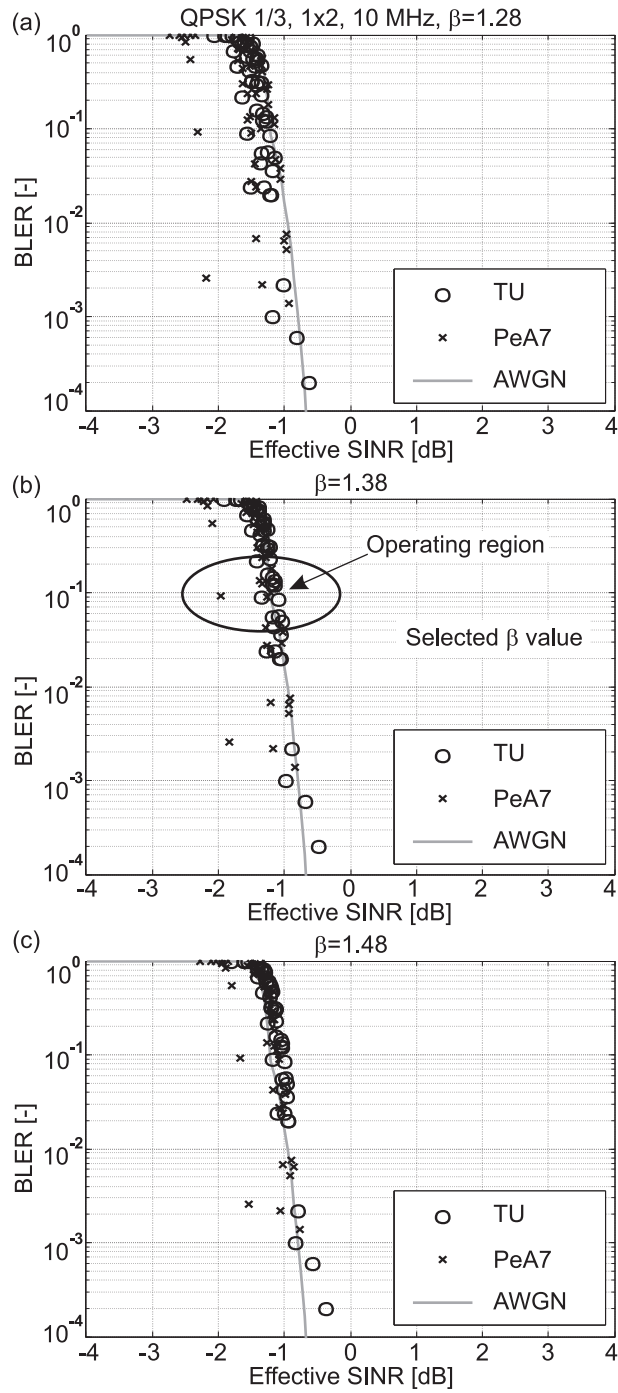 (a) QPSK 1/3, 1x2, 10 MHz, β=1.28
10^0
10^-1
10^-2
10^-3
10^-4
BLER [-]
TU
PeA7
AWGN
-4 -3 -2 -1 0 1 2 3 4
Effective SINR [dB]
(b) β=1.38
10^0
10^-1
10^-2
10^-3
10^-4
BLER [-]
Operating region
Selected β value
TU
PeA7
AWGN
-4 -3 -2 -1 0 1 2 3 4
Effective SINR [dB]
(c) β=1.48
10^0
10^-1
10^-2
10^-3
10^-4
BLER [-]
TU
PeA7
AWGN
-4 -3 -2 -1 0 1 2 3 4
Effective SINR [dB]